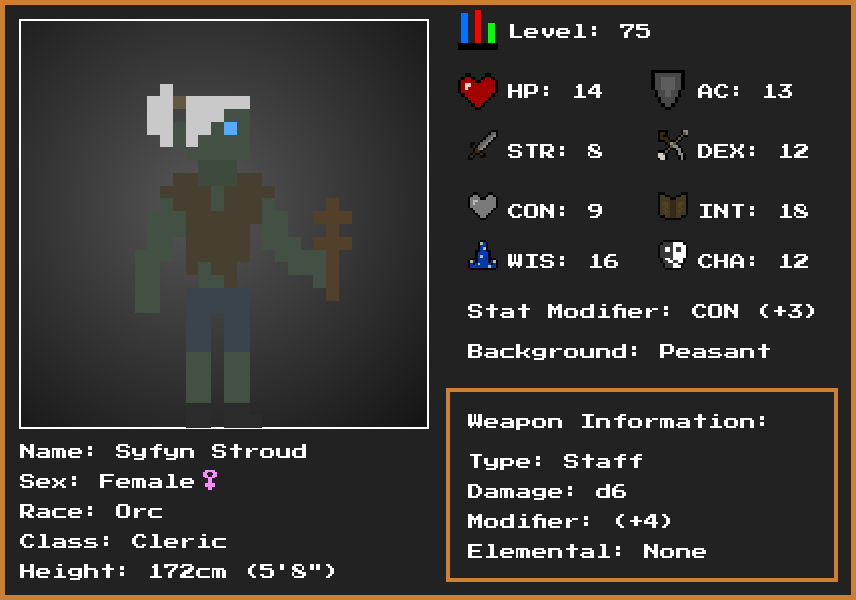 Level: 75
HP: 14
AC: 13
STR: 8
DEX: 12
CON: 9
INT: 18
WIS: 16
CHA: 12
Stat Modifier: CON (+3)
Background: Peasant
Name: Syfyn Stroud
Sex: Female♀
Race: Orc
Class: Cleric
Height: 172cm (5'8")
Weapon Information:
Type: Staff
Damage: d6
Modifier: (+4)
Elemental: None